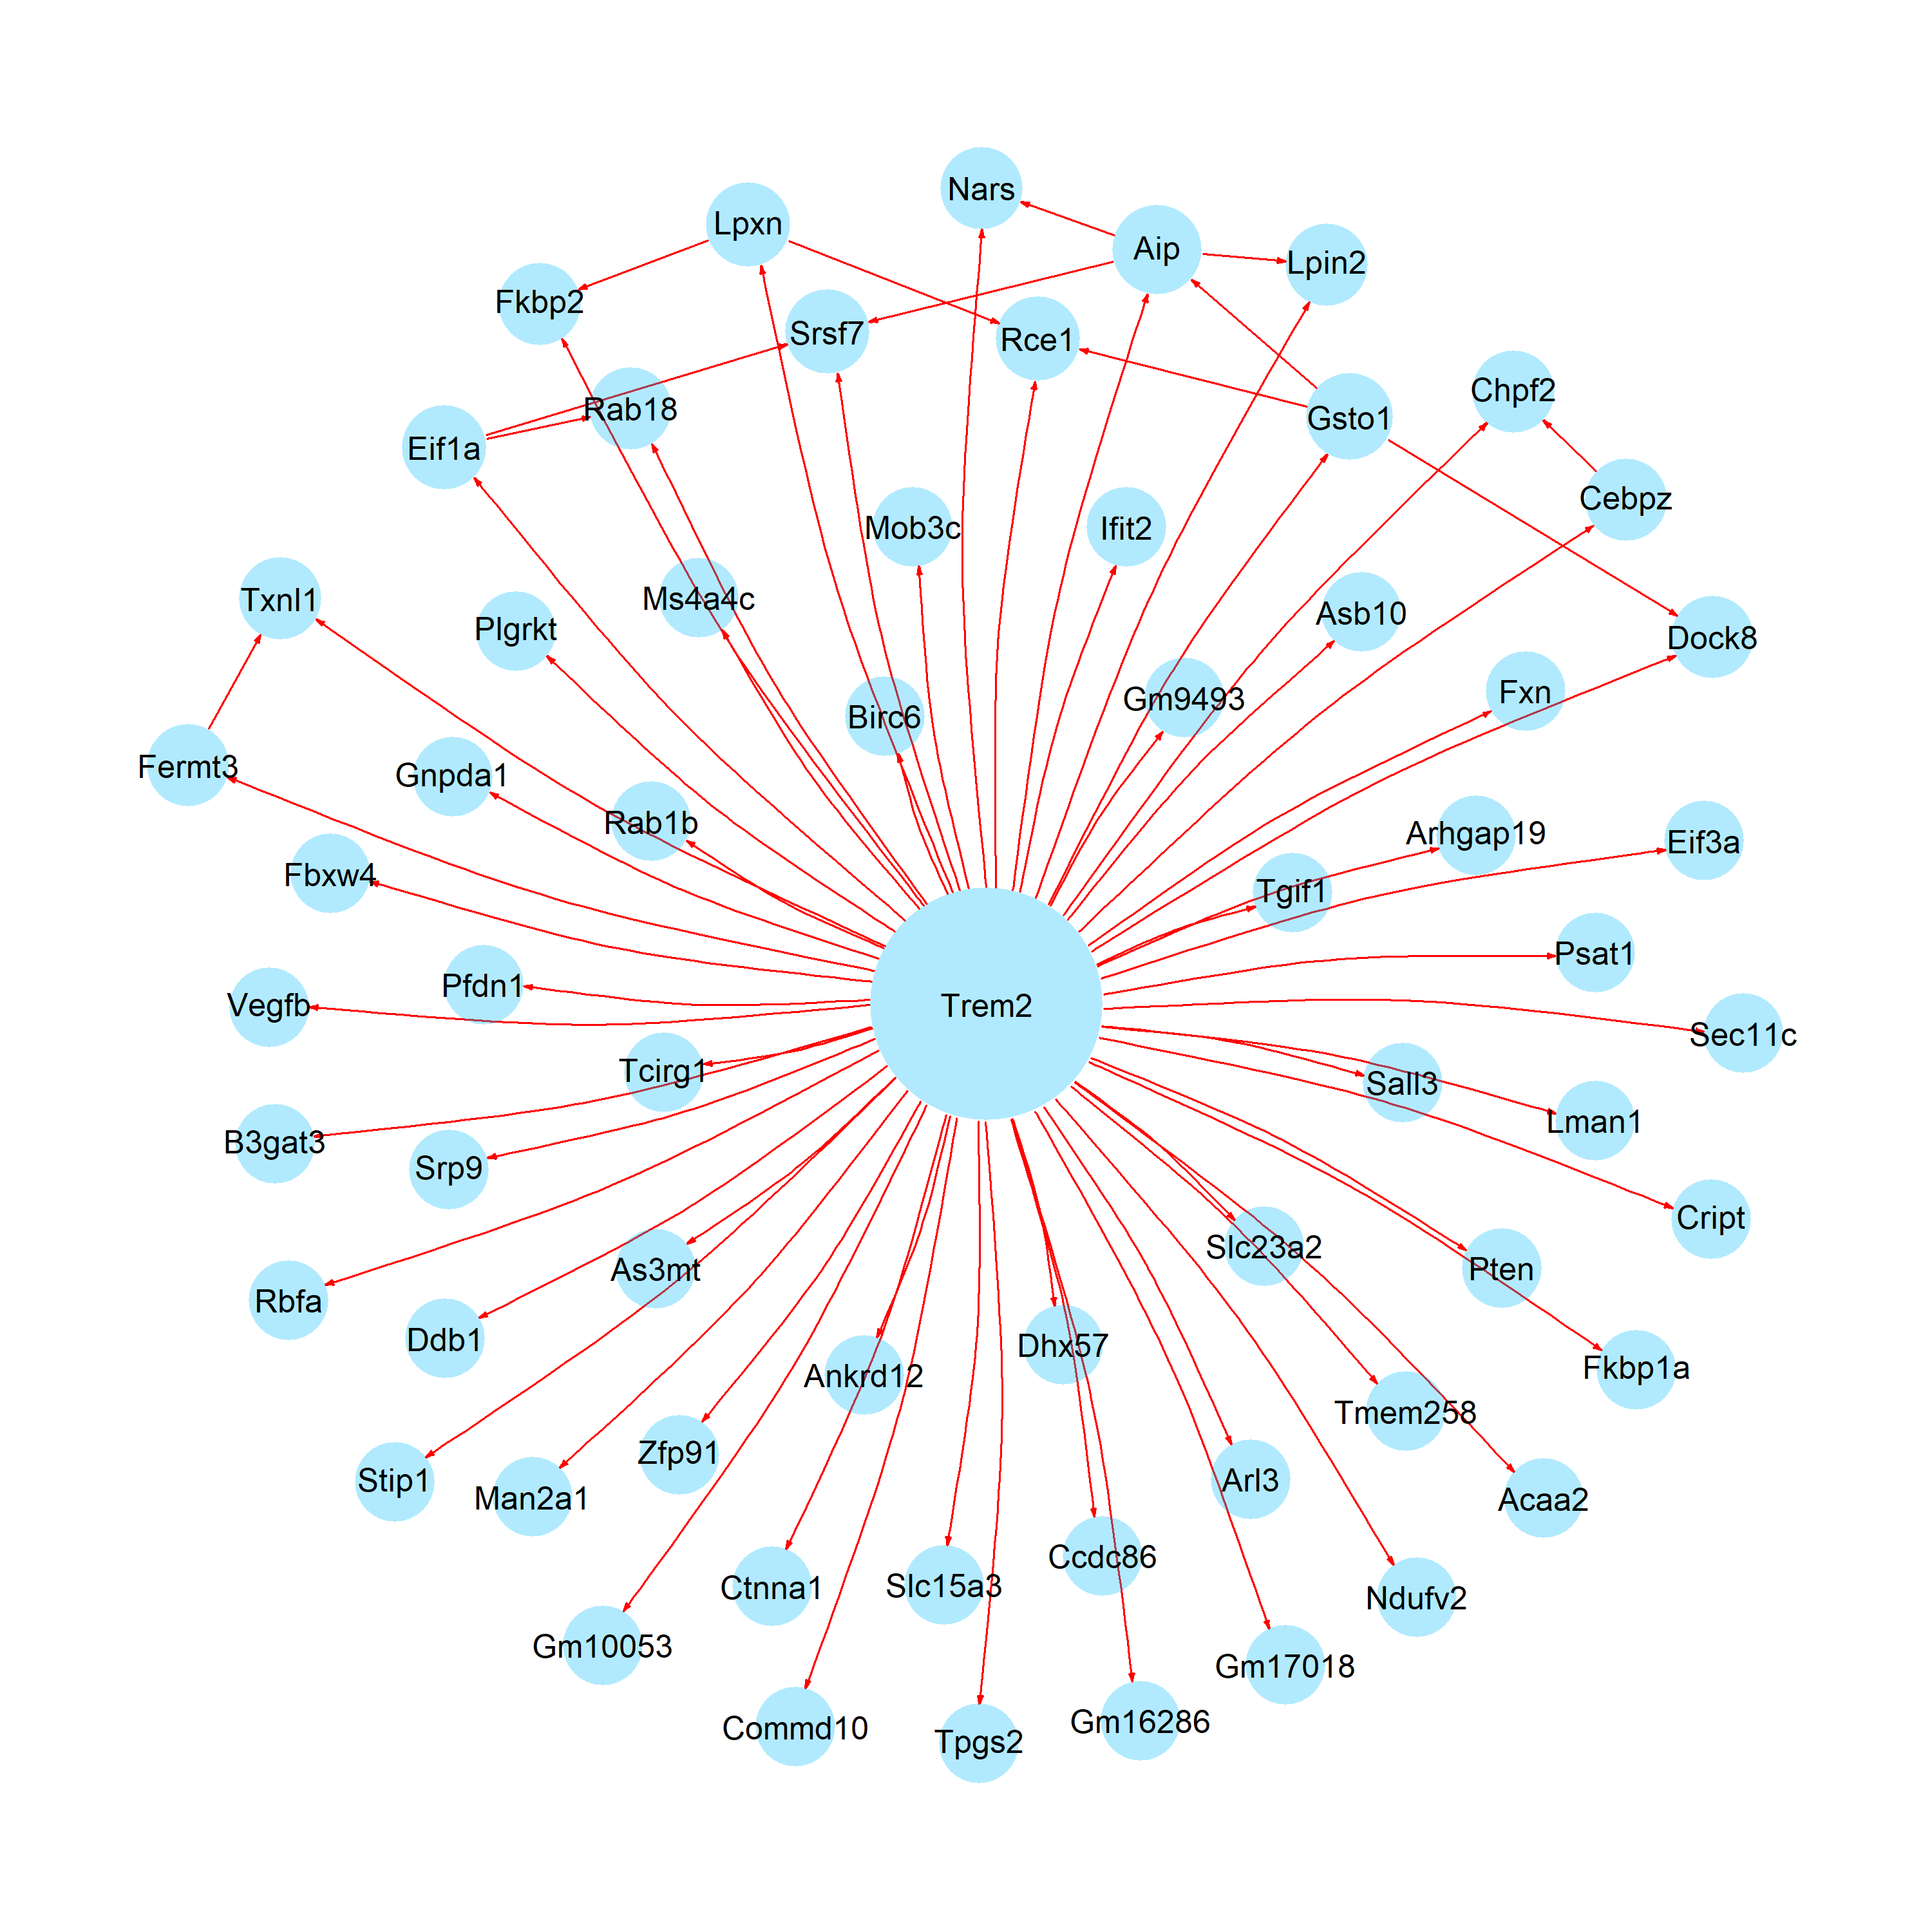 Nars
Lpxn
Aip
Lpin2
Fkbp2
Srsf7
Rce1
Chpf2
Rab18
Gsto1
Eif1a
Cebpz
Mob3c
Ifit2
Txnl1
Ms4a4c
Asb10
Plgrkt
Dock8
Fxn
Gm9493
Birc6
Fermt3
Gnpda1
Rab1b
Arhgap19
Eif3a
Fbxw4
Tgif1
Psat1
Pfdn1
Vegfb
Trem2
Sec11c
Tcirg1
Sall3
Lman1
B3gat3
Srp9
Cript
Slc23a2
As3mt
Pten
Rbfa
Ddb1
Dhx57
Fkbp1a
Ankrd12
Tmem258
Zfp91
Stip1
Arl3
Man2a1
Acaa2
Ccdc86
Slc15a3
Ctnna1
Ndufv2
Gm10053
Gm17018
Gm16286
Commd10
Tpgs2